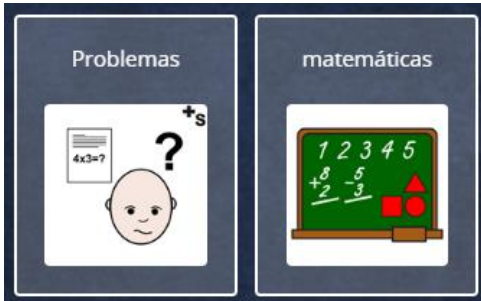 Problemas
matemáticas
+s
4x3=?
?
1 2 3 4 5
+8 -5
2 3